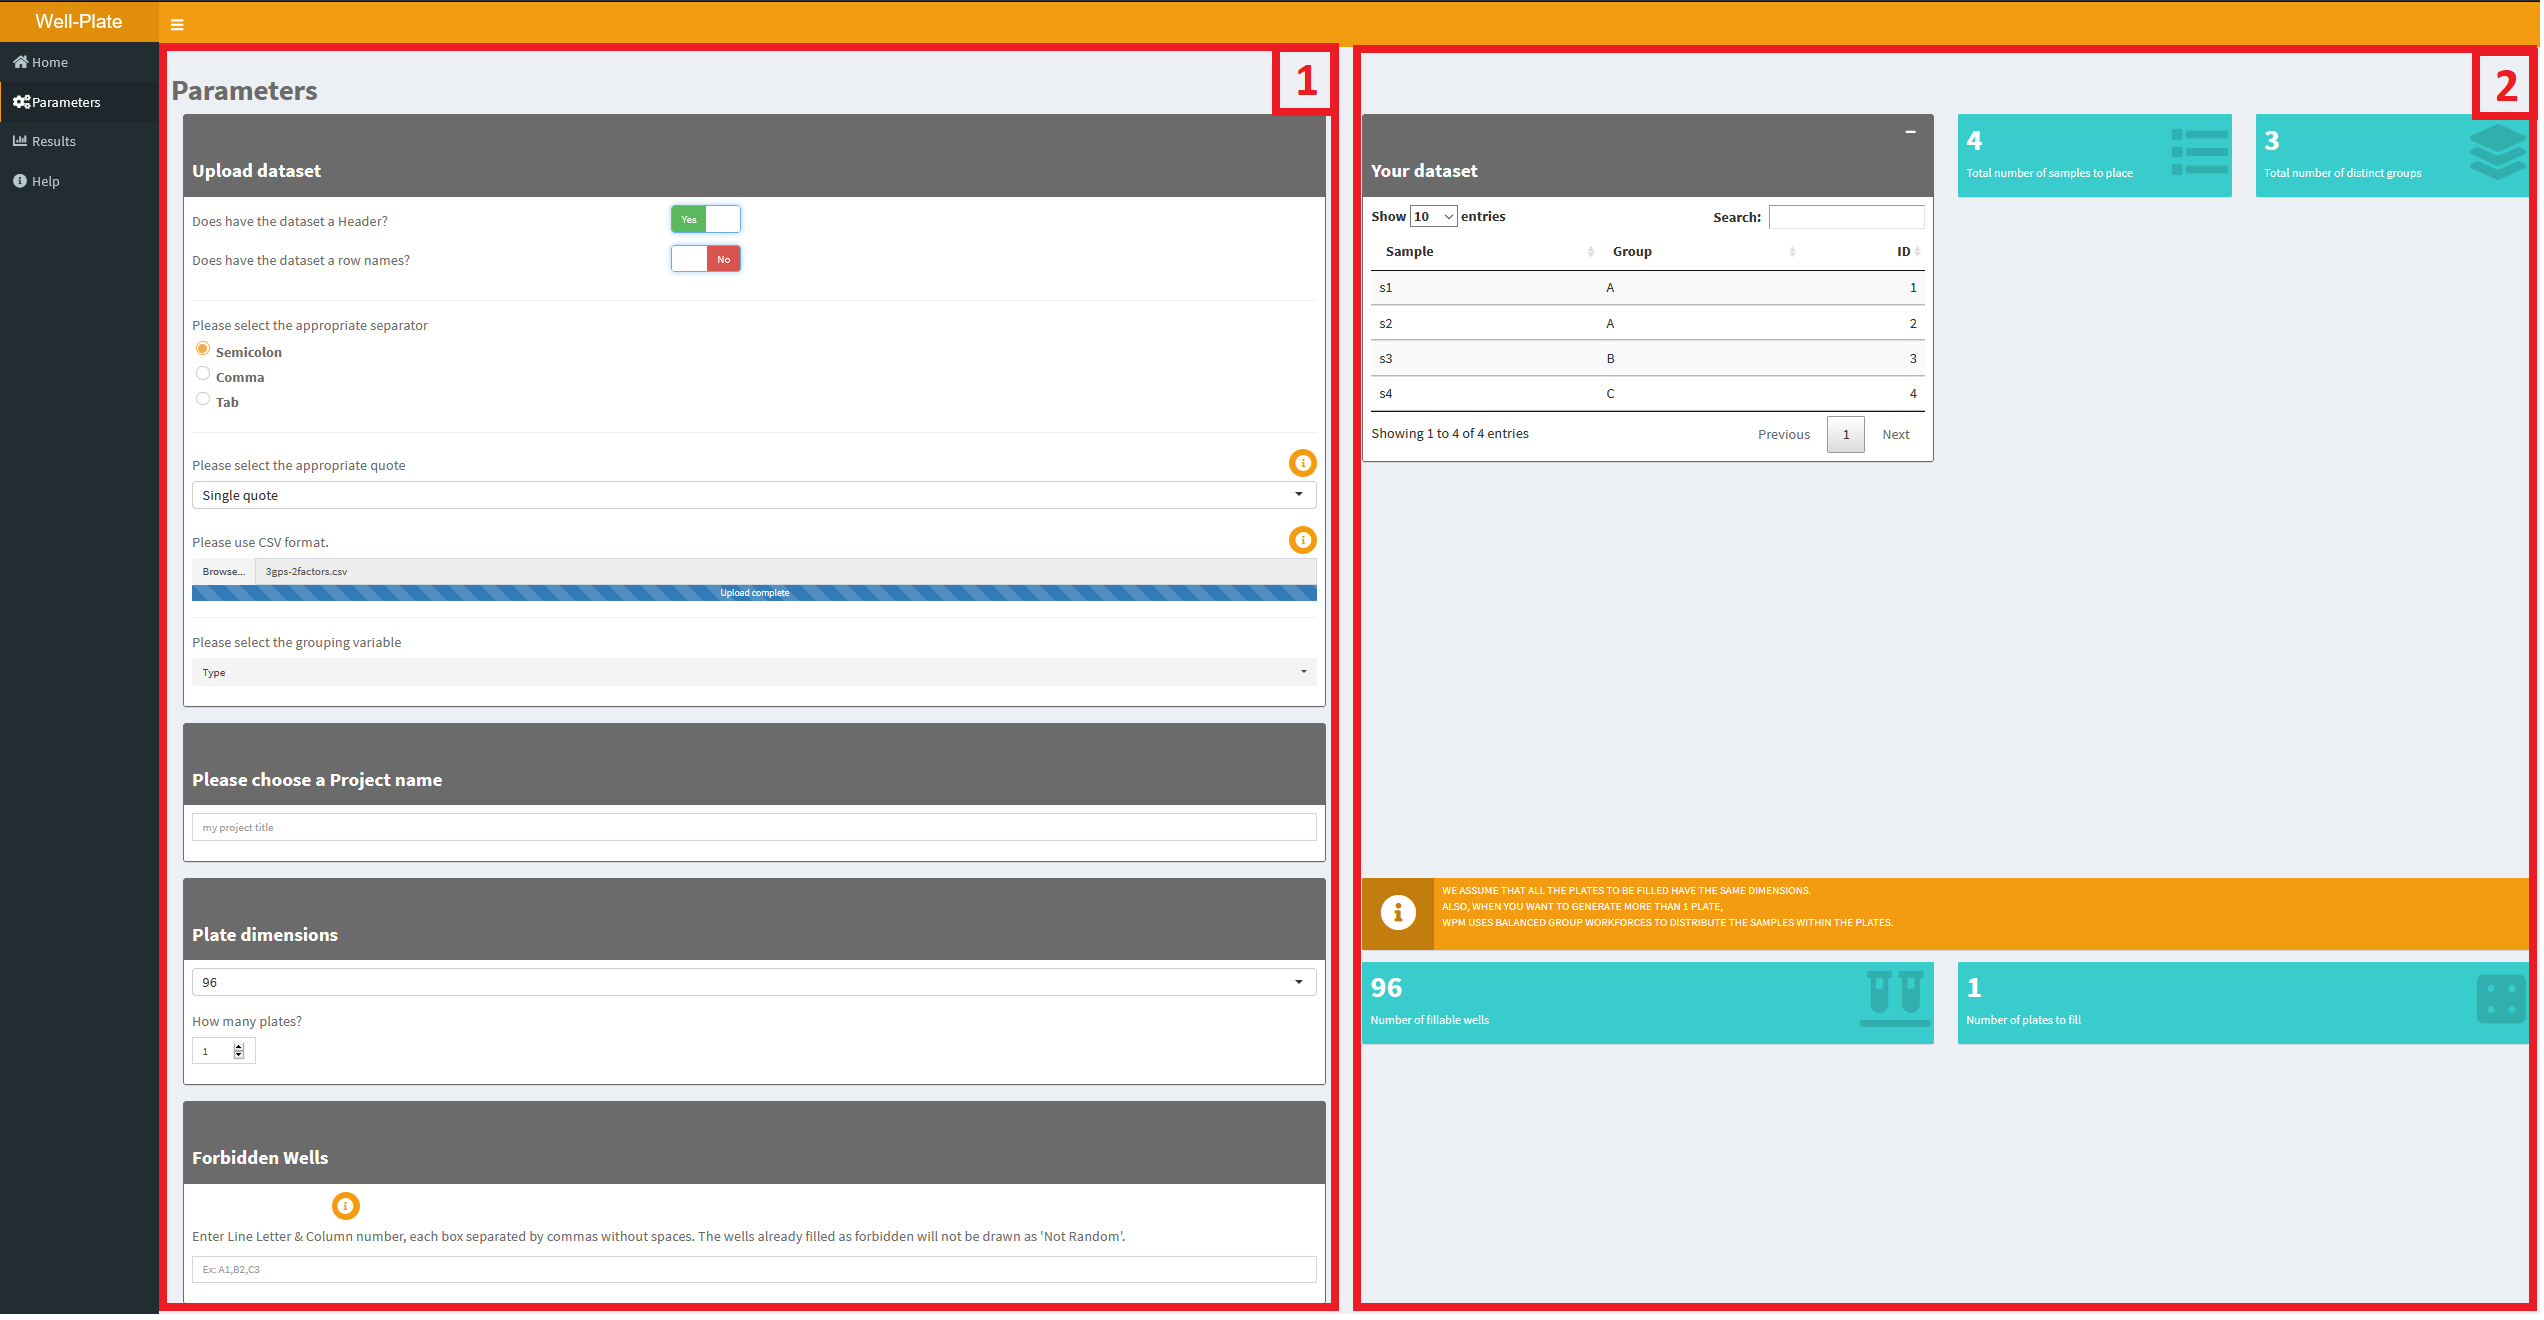 Well-Plate
Home
Parameters
Results
Help
1
Parameters
Upload dataset
Does have the dataset a Header?
Yes
Does have the dataset a row names?
No
Please select the appropriate separator
Semicolon
Comma
Tab
Please select the appropriate quote
Single quote
Please use CSV format.
Browse... 3gps-2factors.csv
Upload complete
Please select the grouping variable
Type
Please choose a Project name
my project title
Plate dimensions
96
How many plates?
1
Forbidden Wells
Enter Line Letter & Column number, each box separated by commas without spaces. The wells already filled as forbidden will not be drawn as 'Not Random'.
Ex: A1,B2,C3
2
Your dataset
Show 10 entries Search:
Sample Group ID
s1 A 1
s2 A 2
s3 B 3
s4 C 4
Showing 1 to 4 of 4 entries Previous 1 Next
4
Total number of samples to place
3
Total number of distinct groups
WE ASSUME THAT ALL THE PLATES TO BE FILLED HAVE THE SAME DIMENSIONS.
ALSO, WHEN YOU WANT TO GENERATE MORE THAN 1 PLATE,
WPM USES BALANCED GROUP WORKFORCES TO DISTRIBUTE THE SAMPLES WITHIN THE PLATES.
96
Number of fillable wells
1
Number of plates to fill